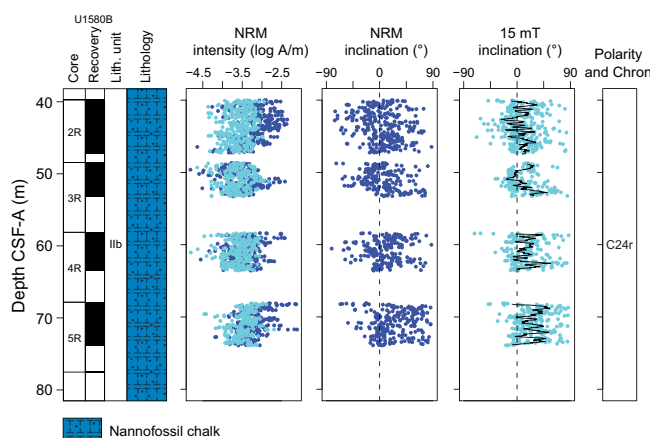 U1580B
Core
Recovery
Lith. unit
Lithology
NRM
intensity (log A/m)
−4.5 −3.5 −2.5
NRM
inclination (°)
−90 0 90
15 mT
inclination (°)
−90 0 90
Polarity
and Chron
Depth CSF-A (m)
40
50
60
70
80
2R
3R
4R
5R
IIb
C24r
Nannofossil chalk